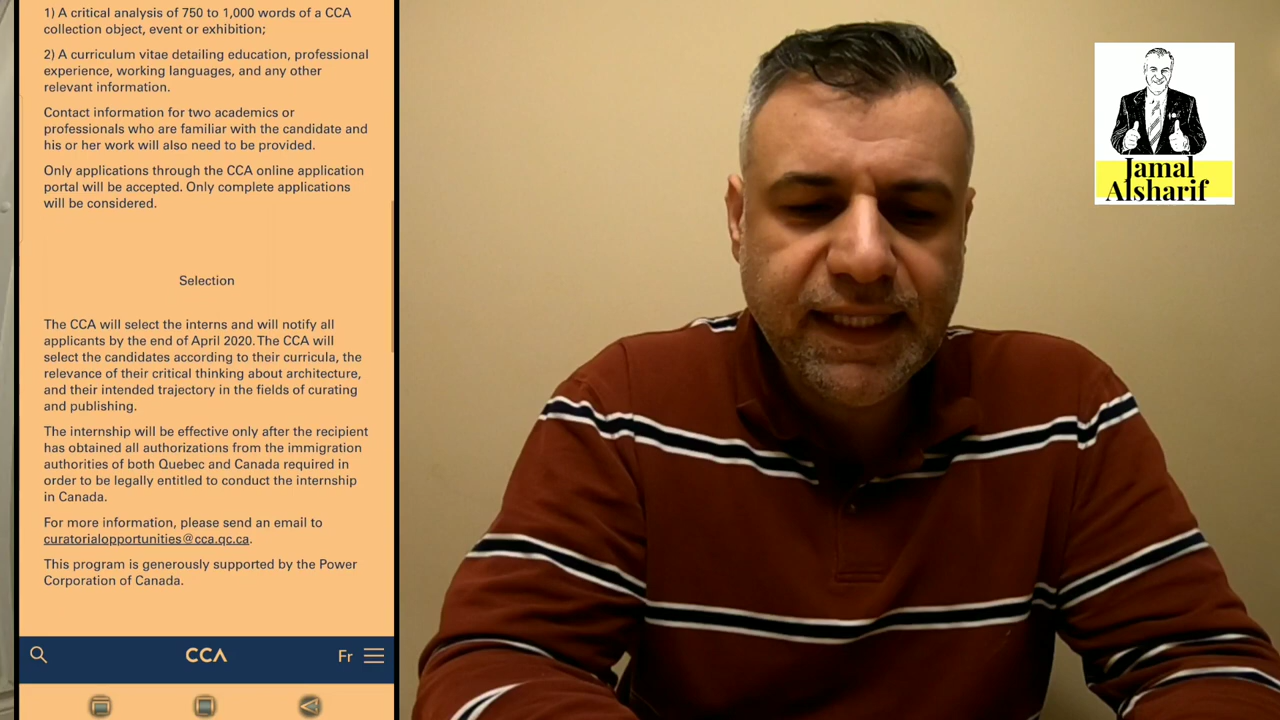 1) A critical analysis of 750 to 1,000 words of a CCA
collection object, event or exhibition;
2) A curriculum vitae detailing education, professional
experience, working languages, and any other
relevant information.
Contact information for two academics or
professionals who are familiar with the candidate and
his or her work will also need to be provided.
Only applications through the CCA online application
portal will be accepted. Only complete applications
will be considered.
Selection
The CCA will select the interns and will notify all
applicants by the end of April 2020. The CCA will
select the candidates according to their curricula, the
relevance of their critical thinking about architecture,
and their intended trajectory in the fields of curating
and publishing.
The internship will be effective only after the recipient
has obtained all authorizations from the immigration
authorities of both Quebec and Canada required in
order to be legally entitled to conduct the internship
in Canada.
For more information, please send an email to
curatorialopportunities@cca.qc.ca.
This program is generously supported by the Power
Corporation of Canada.
CCA
Fr
Jamal
Alsharif